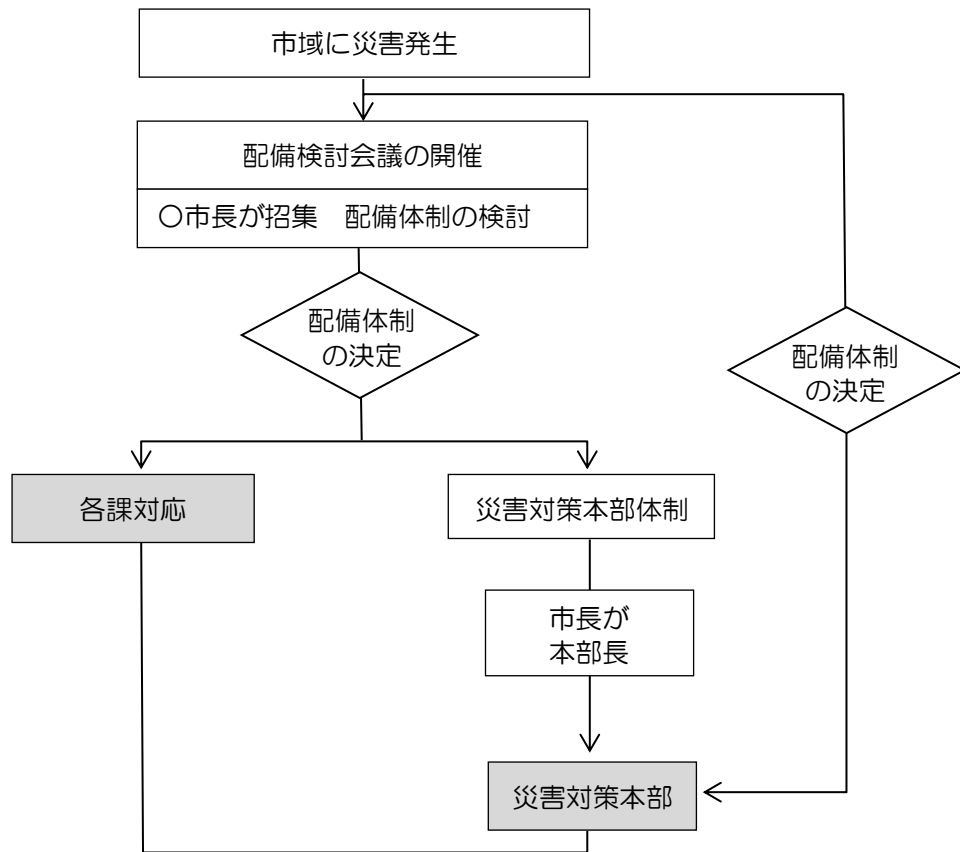 市域に災害発生
配備検討会議の開催
〇市長が招集　配備体制の検討
配備体制
の決定
配備体制
の決定
各課対応
災害対策本部体制
市長が
本部長
災害対策本部